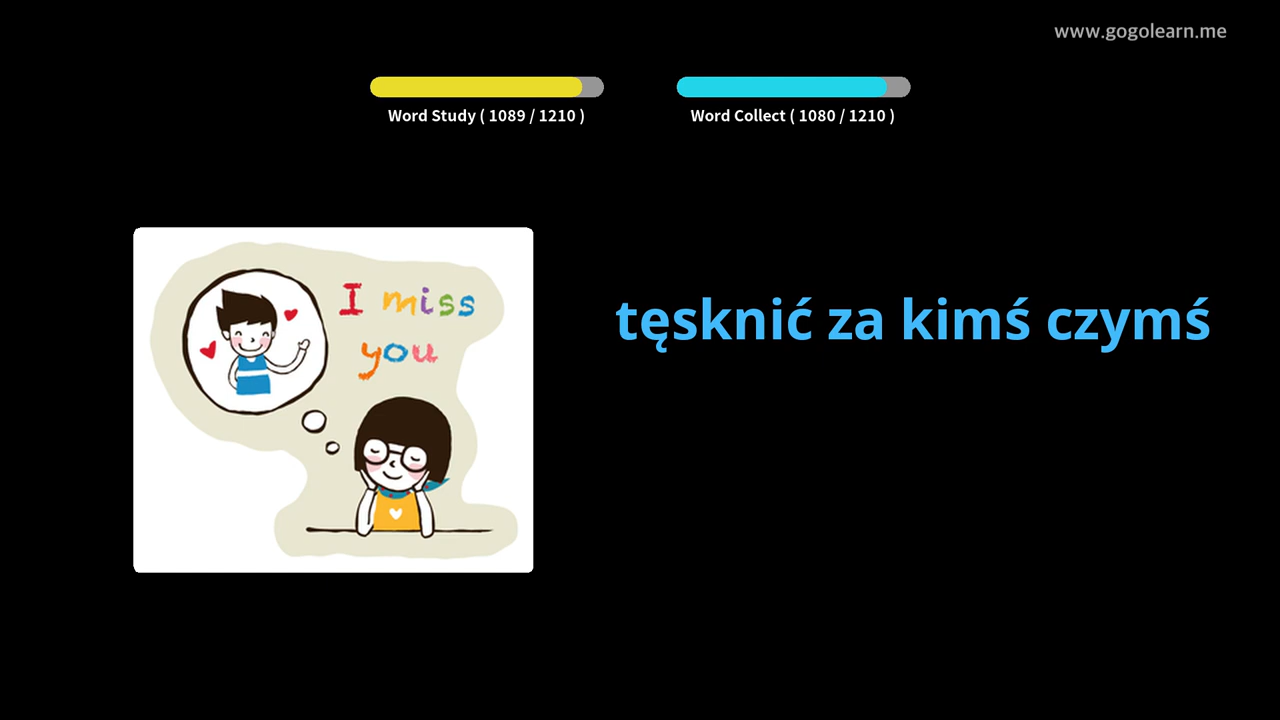 www.gogolearn.me
Word Study ( 1089 / 1210 )
Word Collect ( 1080 / 1210 )
I miss
you
tęsknić za kimś czymś